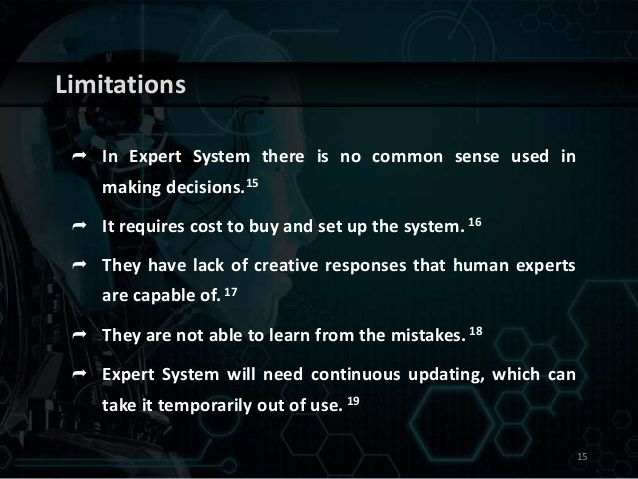 Limitations
➦ In Expert System there is no common sense used in
making decisions.15
➦ It requires cost to buy and set up the system. 16
➦ They have lack of creative responses that human experts
are capable of. 17
➦ They are not able to learn from the mistakes. 18
➦ Expert System will need continuous updating, which can
take it temporarily out of use. 19
15